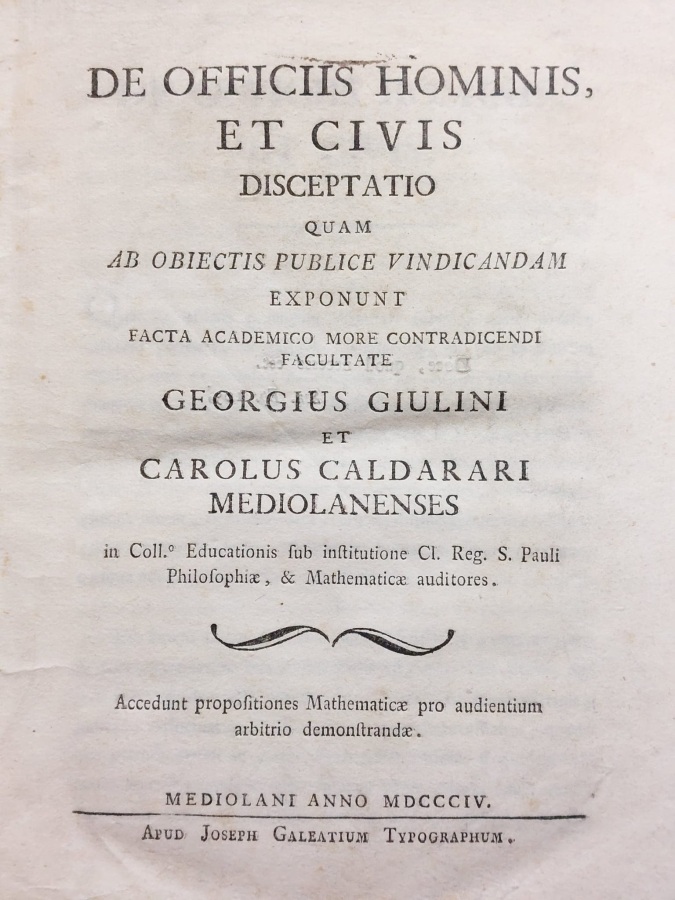 DE OFFICIIS HOMINIS,
ET CIVIS
DISCEPTATIO
QUAM
AB OBIECTIS PUBLICE VINDICANDAM
EXPONUNT
FACTA ACADEMICO MORE CONTRADICENDI
FACULTATE
GEORGIUS GIULINI
ET
CAROLUS CALDARARI
MEDIOLANENSES
in Coll.º Educationis ſub inſtitutione Cl. Reg. S. Pauli
Philoſophiæ, & Mathematicæ auditores.
Accedunt propoſitiones Mathematicæ pro audientium
arbitrio demonſtrandæ.
MEDIOLANI ANNO MDCCCIV.
APUD JOSEPH GALEATIUM TYPOGRAPHUM.